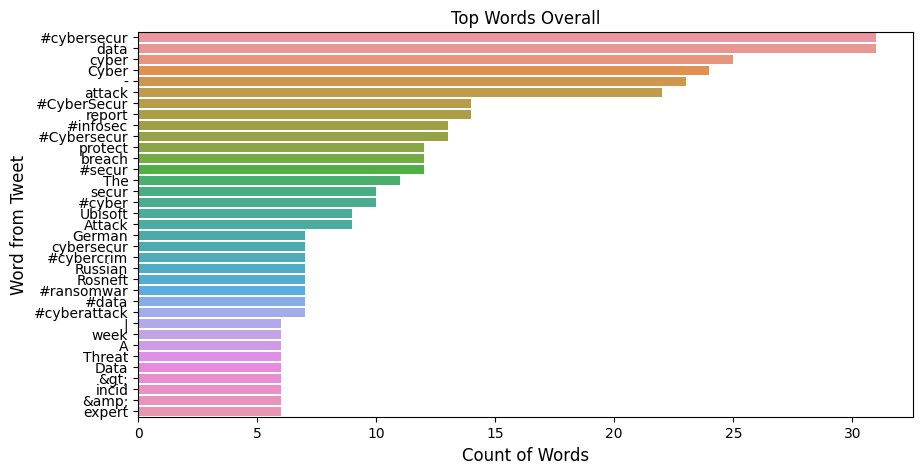 Top Words Overall
#cybersecur
data
cyber
Cyber
-
attack
#CyberSecur
report
#infosec
#Cybersecur
protect
breach
#secur
The
secur
#cyber
Ubisoft
Attack
German
cybersecur
#cybercrim
Russian
Rosneft
#ransomwar
#data
#cyberattack
|
week
A
Threat
Data
&gt;
incid
&amp;
expert
Word from Tweet
0 5 10 15 20 25 30
Count of Words